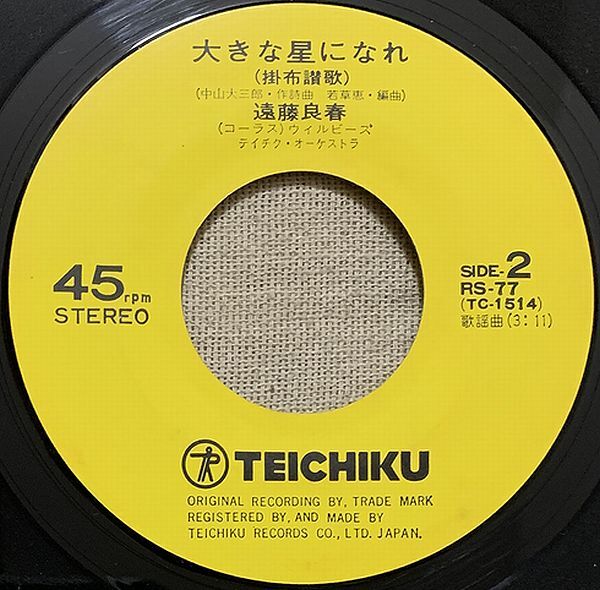 大きな星になれ
(掛布讃歌)
(中山大三郎・作詩曲 若草恵・編曲)
遠藤良春
(コーラス)ウィルビーズ
テイチク・オーケストラ
45rpm
STEREO
SIDE-2
RS-77
(TC-1514)
歌謡曲(3:11)
TEICHIKU
ORIGINAL RECORDING BY, TRADE MARK
REGISTERED BY, AND MADE BY
TEICHIKU RECORDS CO., LTD. JAPAN.